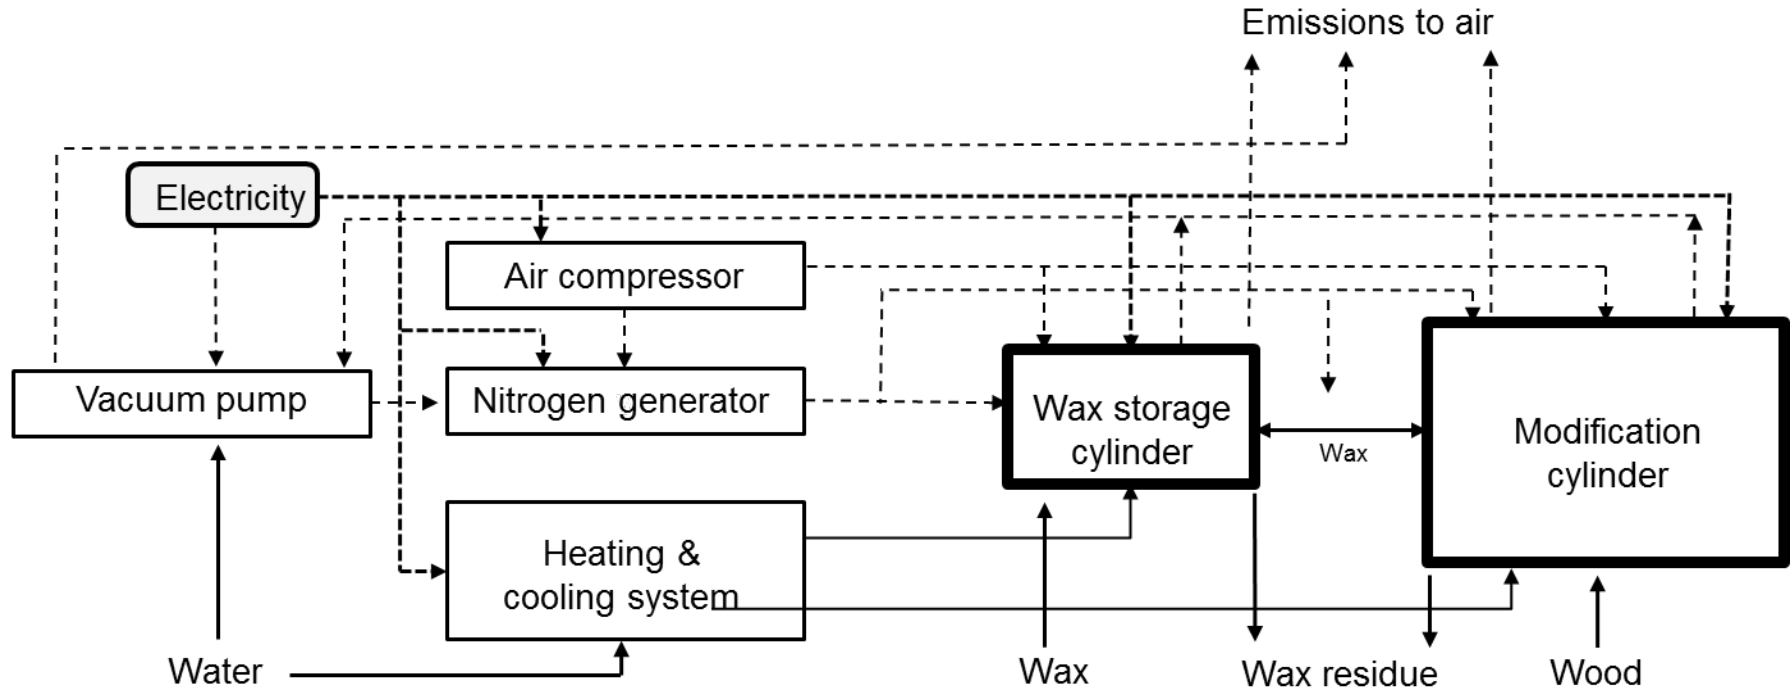 Emissions to air
Electricity
Air compressor
Vacuum pump
Nitrogen generator
Wax storage
cylinder
Wax
Modification
cylinder
Heating &
cooling system
Water
Wax
Wax residue
Wood